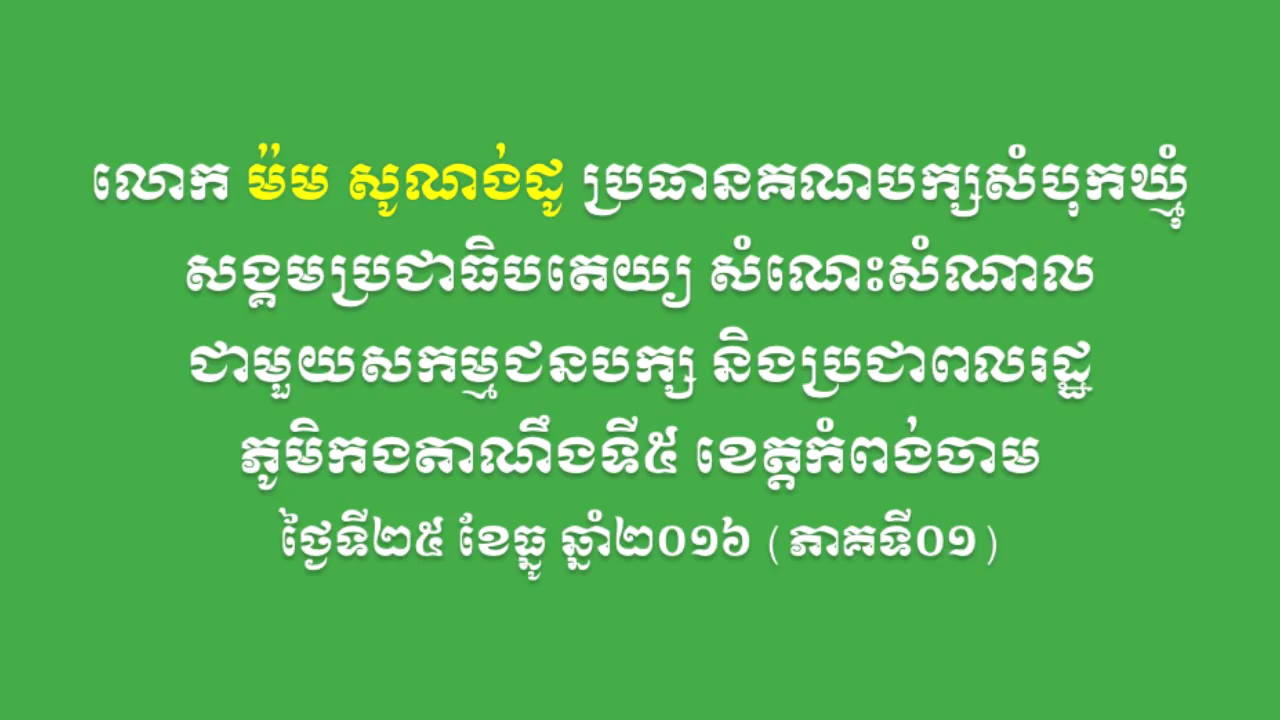 លោក ម៉ម សូណង់ដូ ប្រធានគណបក្សសំបុកឃ្មុំ
សង្គមប្រជាធិបតេយ្យ សំណេះសំណាល
ជាមួយសកម្មជនបក្ស និងប្រជាពលរដ្ឋ
ភូមិកងតាណឹងទី៥ ខេត្តកំពង់ចាម
ថ្ងៃទី២៥ ខែធ្នូ ឆ្នាំ២០១៦ (ភាគទី០១)